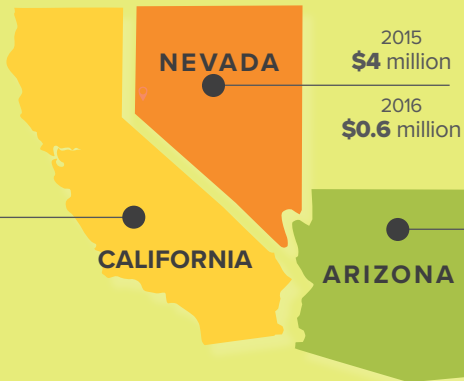 NEVADA
2015
$4 million
2016
$0.6 million
CALIFORNIA
ARIZONA